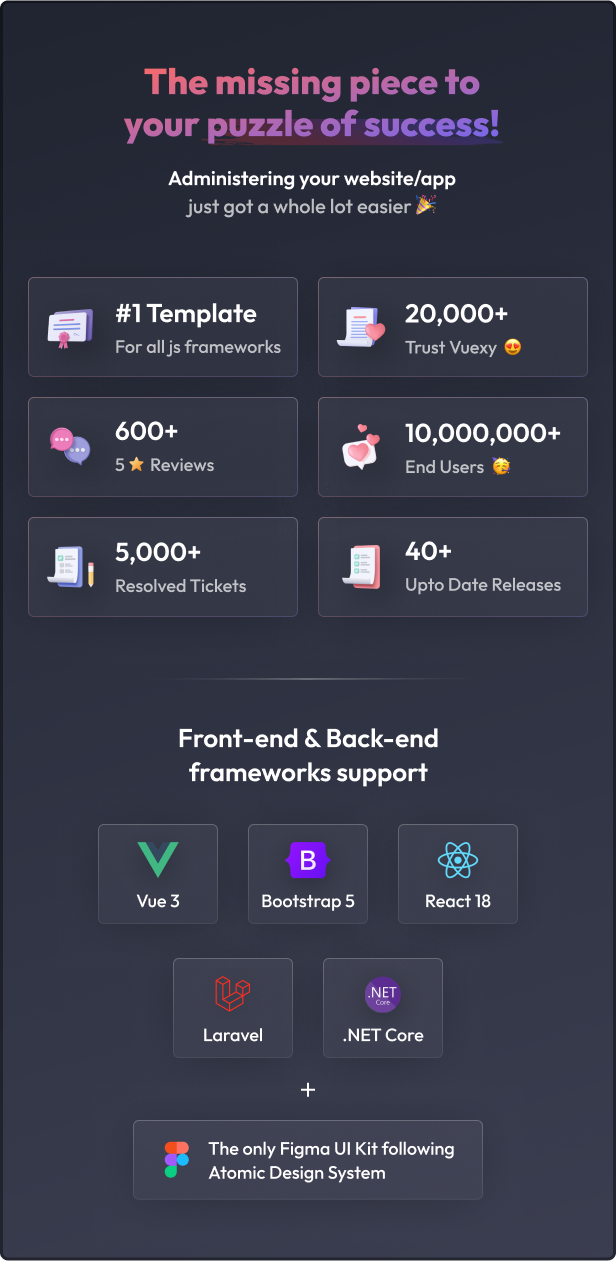 The missing piece to
your puzzle of success!
Administering your website/app
just got a whole lot easier 🎉
#1 Template
For all js frameworks
20,000+
Trust Vuexy 😍
600+
5 ⭐ Reviews
10,000,000+
End Users 🥳
5,000+
Resolved Tickets
40+
Upto Date Releases
Front-end & Back-end
frameworks support
Vue 3
B
Bootstrap 5
React 18
Laravel
.NET
Core
.NET Core
+
The only Figma UI Kit following
Atomic Design System